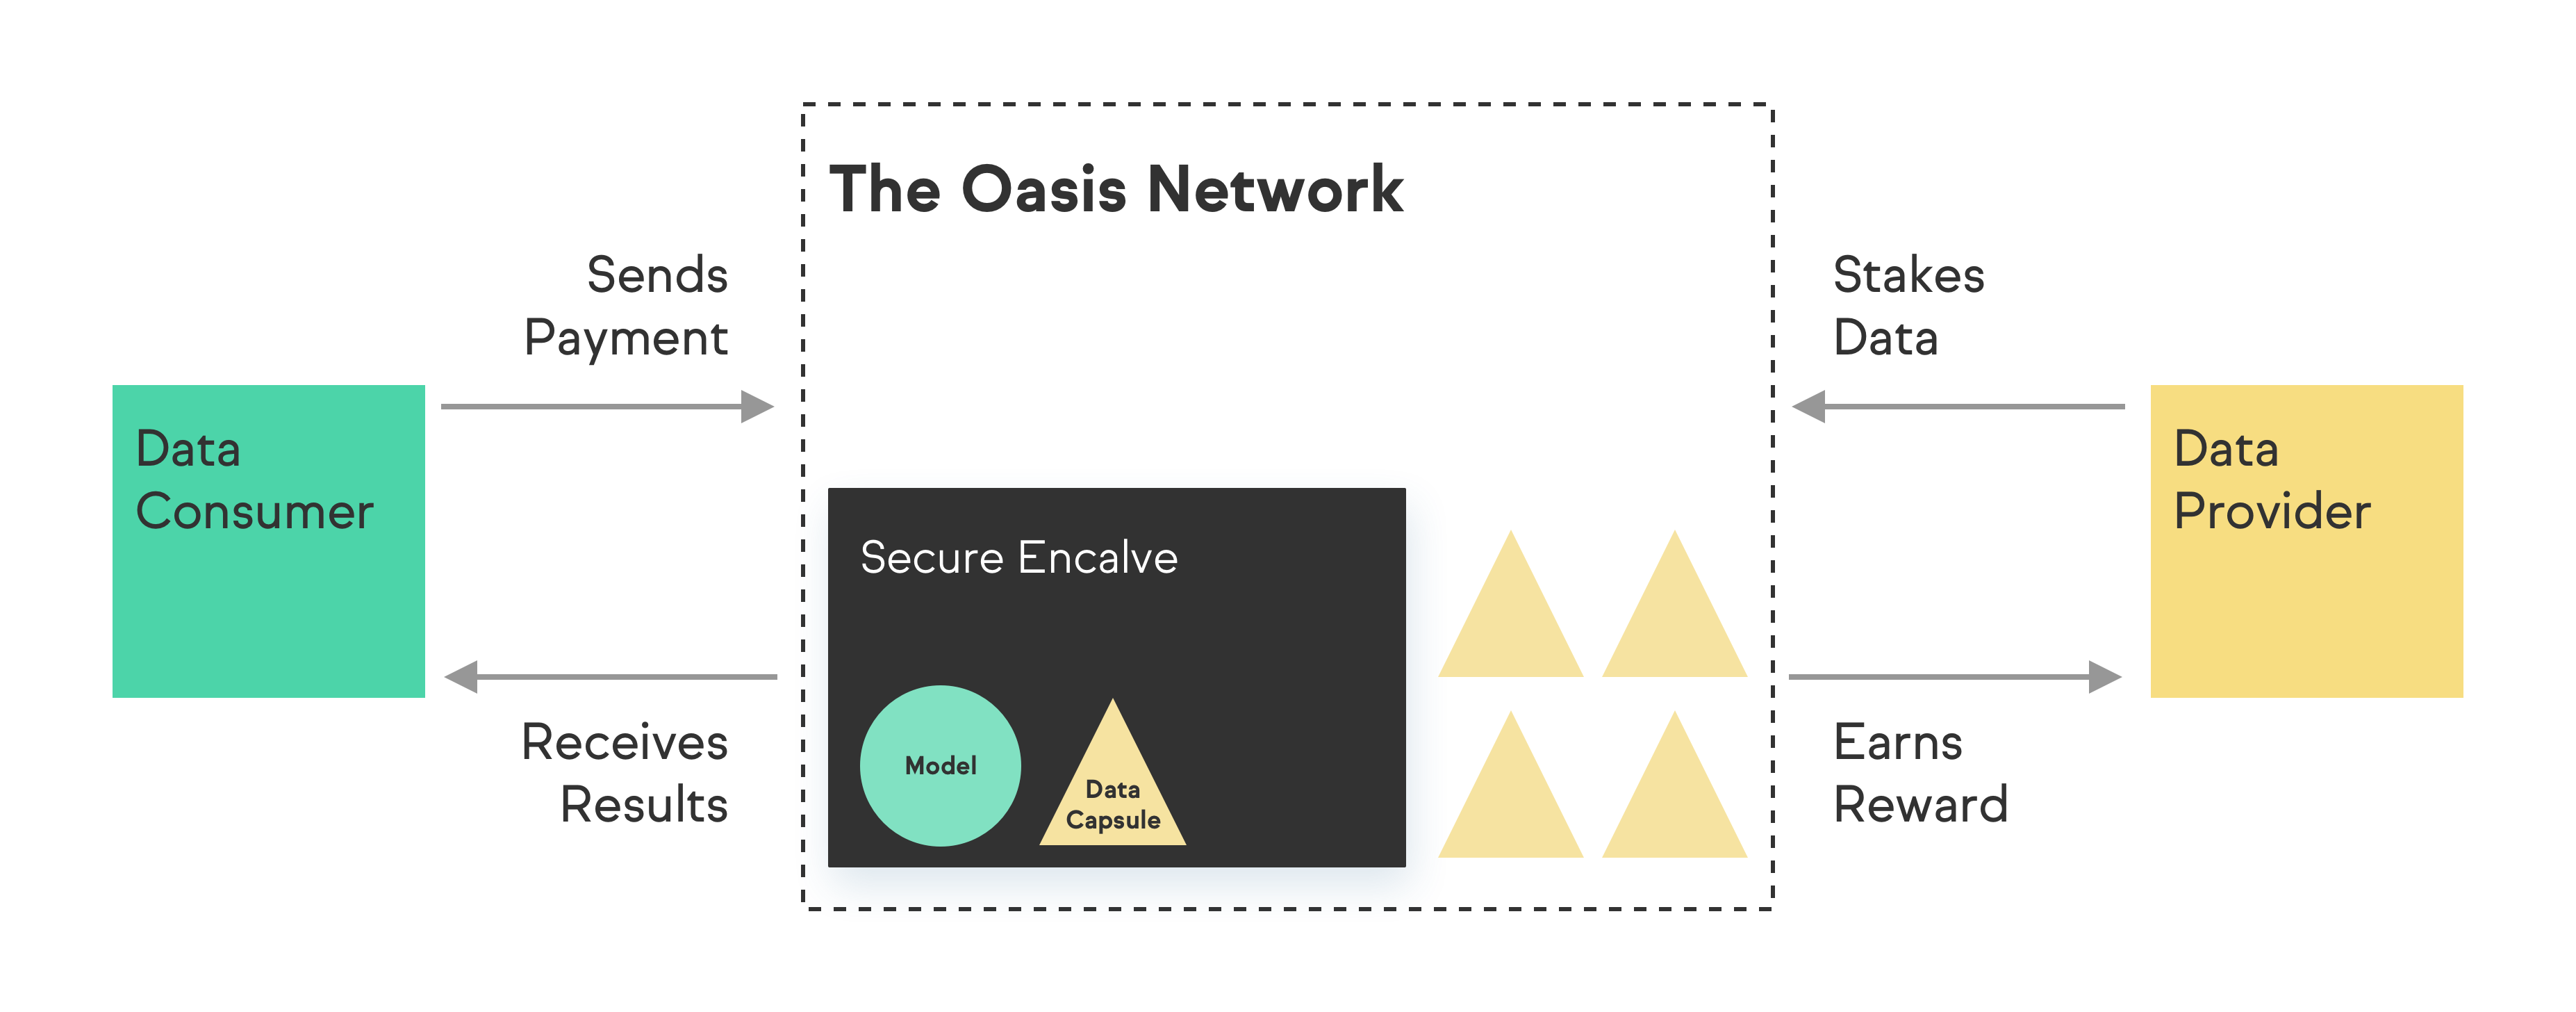 The Oasis Network
Sends
Payment
Stakes
Data
Data
Consumer
Data
Provider
Secure Encalve
Model
Data
Capsule
Receives
Results
Earns
Reward